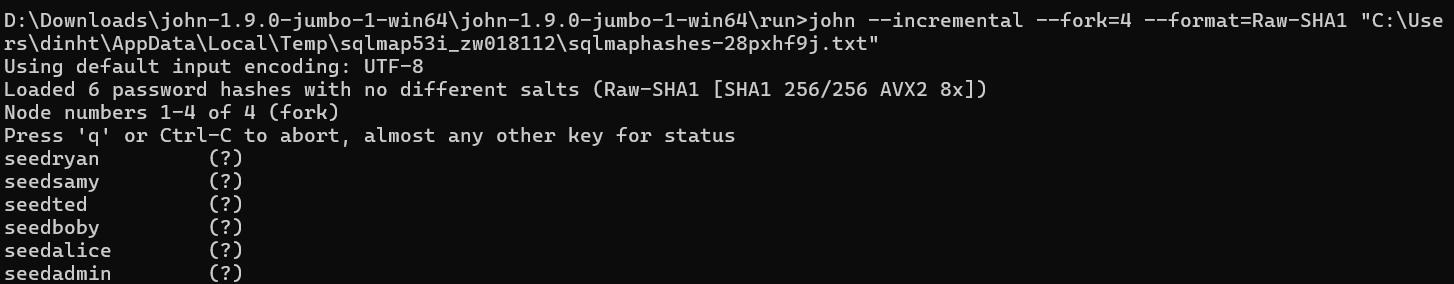 D:\Downloads\john-1.9.0-jumbo-1-win64\john-1.9.0-jumbo-1-win64\run>john --incremental --fork=4 --format=Raw-SHA1 "C:\Use
rs\dinht\AppData\Local\Temp\sqlmap53i_zw018112\sqlmaphashes-28pxhf9j.txt"
Using default input encoding: UTF-8
Loaded 6 password hashes with no different salts (Raw-SHA1 [SHA1 256/256 AVX2 8x])
Node numbers 1-4 of 4 (fork)
Press 'q' or Ctrl-C to abort, almost any other key for status
seedryan (?)
seedsamy (?)
seedted (?)
seedboby (?)
seedalice (?)
seedadmin (?)